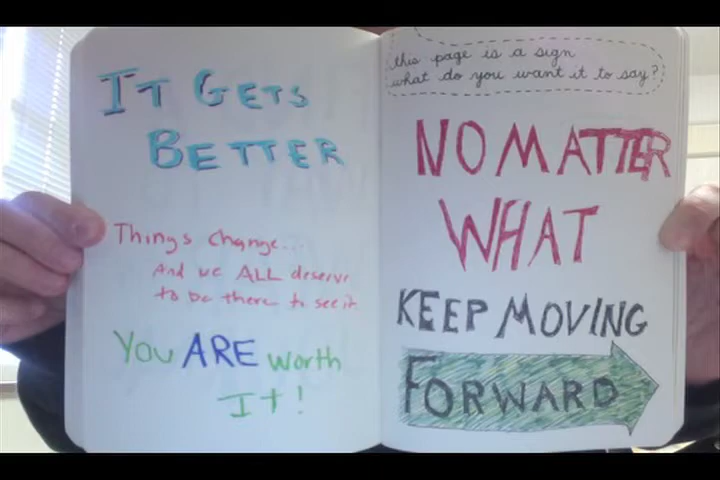 IT GETS
BETTER
Things change...
And we ALL deserve
to be there to see it.
You ARE worth
It!
this page is a sign
what do you want it to say?
NO MATTER
WHAT
KEEP MOVING
FORWARD